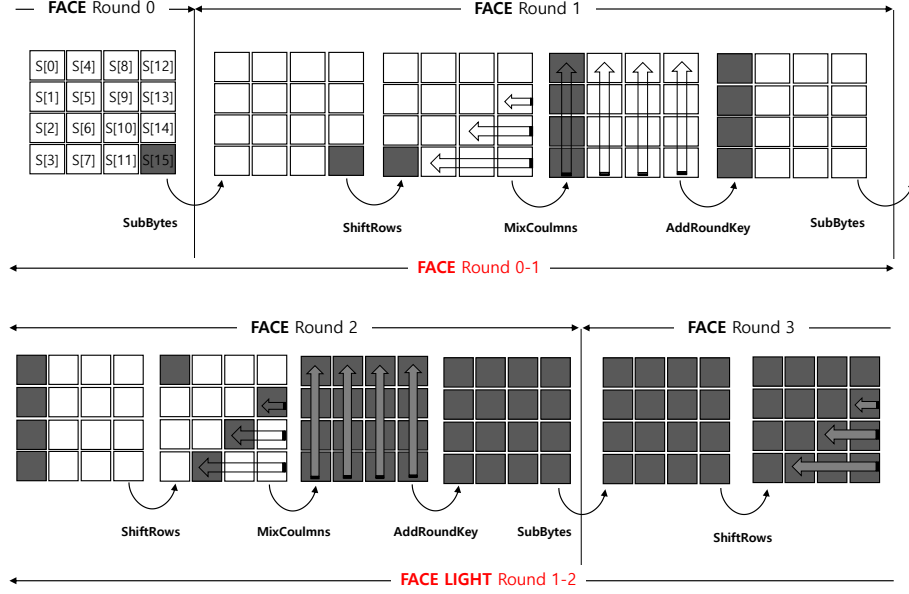 FACE Round 0
FACE Round 1
S[0] S[4] S[8] S[12]
S[1] S[5] S[9] S[13]
S[2] S[6] S[10] S[14]
S[3] S[7] S[11] S[15]
SubBytes
ShiftRows
MixCoulmns
AddRoundKey
SubBytes
FACE Round 0-1
FACE Round 2
FACE Round 3
ShiftRows
MixCoulmns
AddRoundKey
SubBytes
ShiftRows
FACE LIGHT Round 1-2